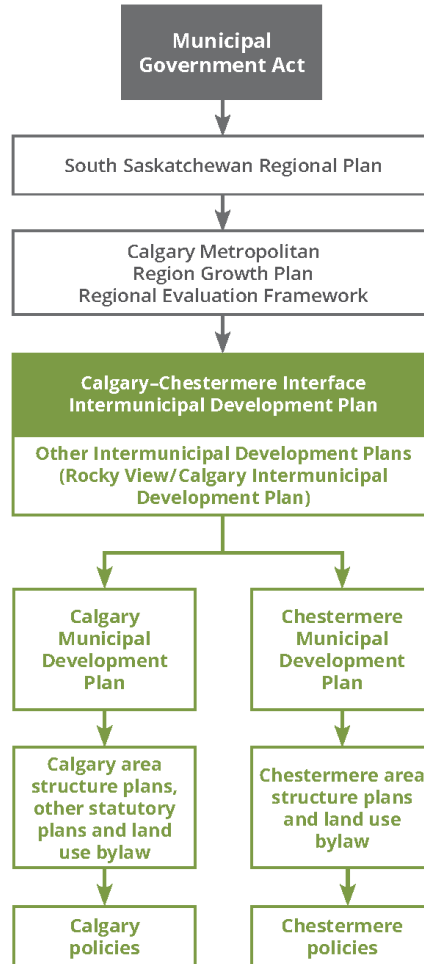 Municipal
Government Act
South Saskatchewan Regional Plan
Calgary Metropolitan
Region Growth Plan
Regional Evaluation Framework
Calgary–Chestermere Interface
Intermunicipal Development Plan
Other Intermunicipal Development Plans
(Rocky View/Calgary Intermunicipal
Development Plan)
Calgary
Municipal
Development
Plan
Chestermere
Municipal
Development
Plan
Calgary area
structure plans,
other statutory
plans and land
use bylaw
Chestermere area
structure plans
and land use
bylaw
Calgary
policies
Chestermere
policies